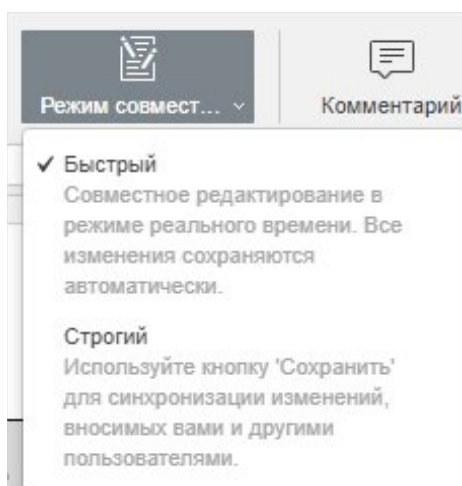 Режим совмест...
Комментарий
Быстрый
Совместное редактирование в
режиме реального времени. Все
изменения сохраняются
автоматически.
Строгий
Используйте кнопку 'Сохранить'
для синхронизации изменений,
вносимых вами и другими
пользователями.